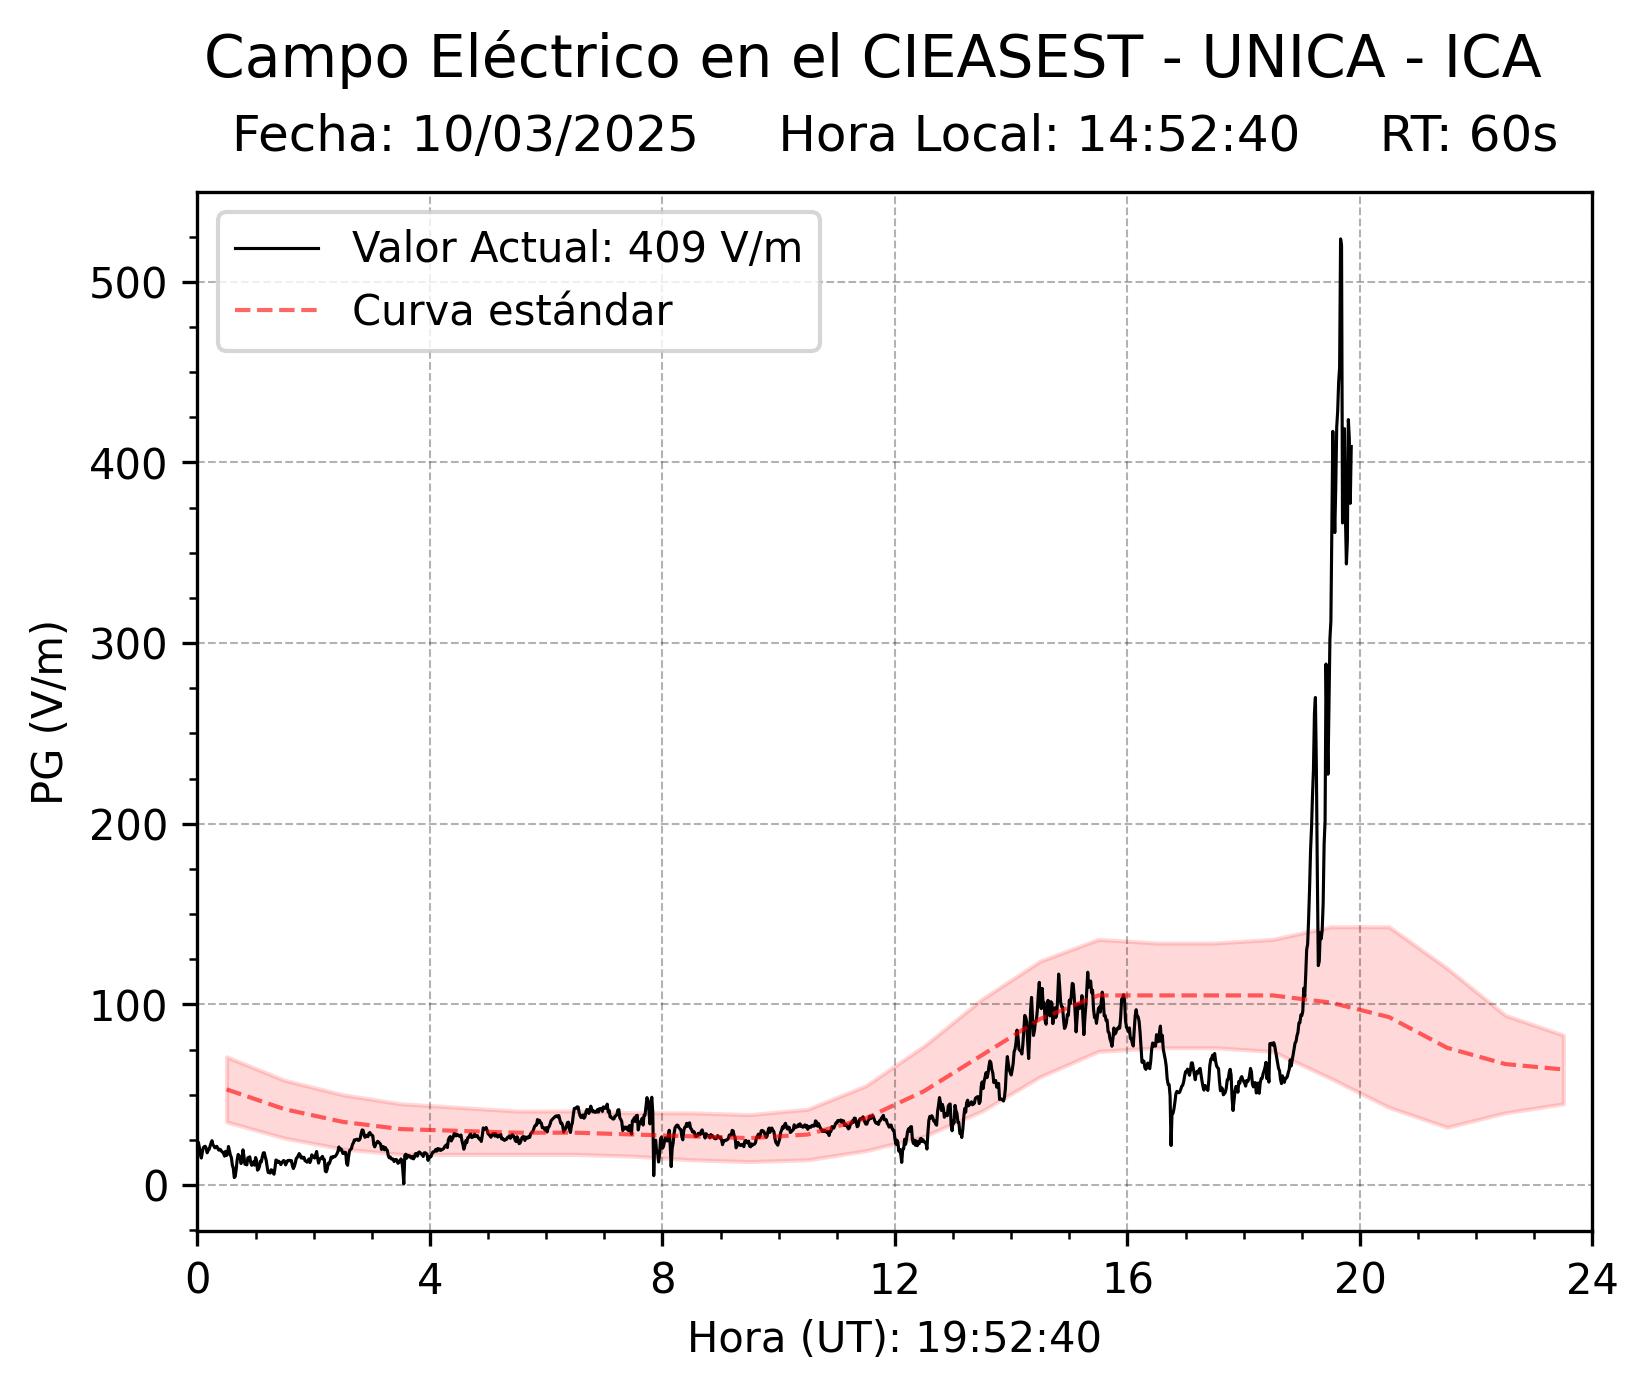 Campo Eléctrico en el CIEASEST - UNICA - ICA
Fecha: 10/03/2025 Hora Local: 14:52:40 RT: 60s
Valor Actual: 409 V/m
Curva estándar
500
400
300
200
100
0
PG (V/m)
0 4 8 12 16 20 24
Hora (UT): 19:52:40